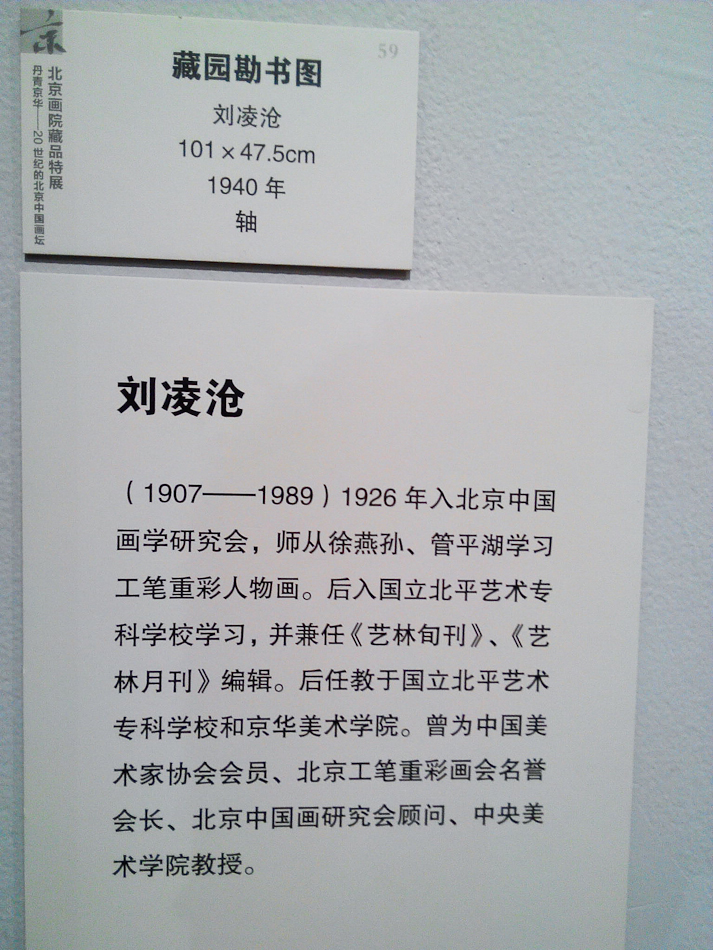 京
北京画院藏品特展
丹青京华——20世纪的北京中国画坛
59
藏园勘书图
刘凌沧
101×47.5cm
1940 年
轴
刘凌沧
（1907——1989）1926 年入北京中国
画学研究会，师从徐燕孙、管平湖学习
工笔重彩人物画。后入国立北平艺术专
科学校学习，并兼任《艺林旬刊》、《艺
林月刊》编辑。后任教于国立北平艺术
专科学校和京华美术学院。曾为中国美
术家协会会员、北京工笔重彩画会名誉
会长、北京中国画研究会顾问、中央美
术学院教授。